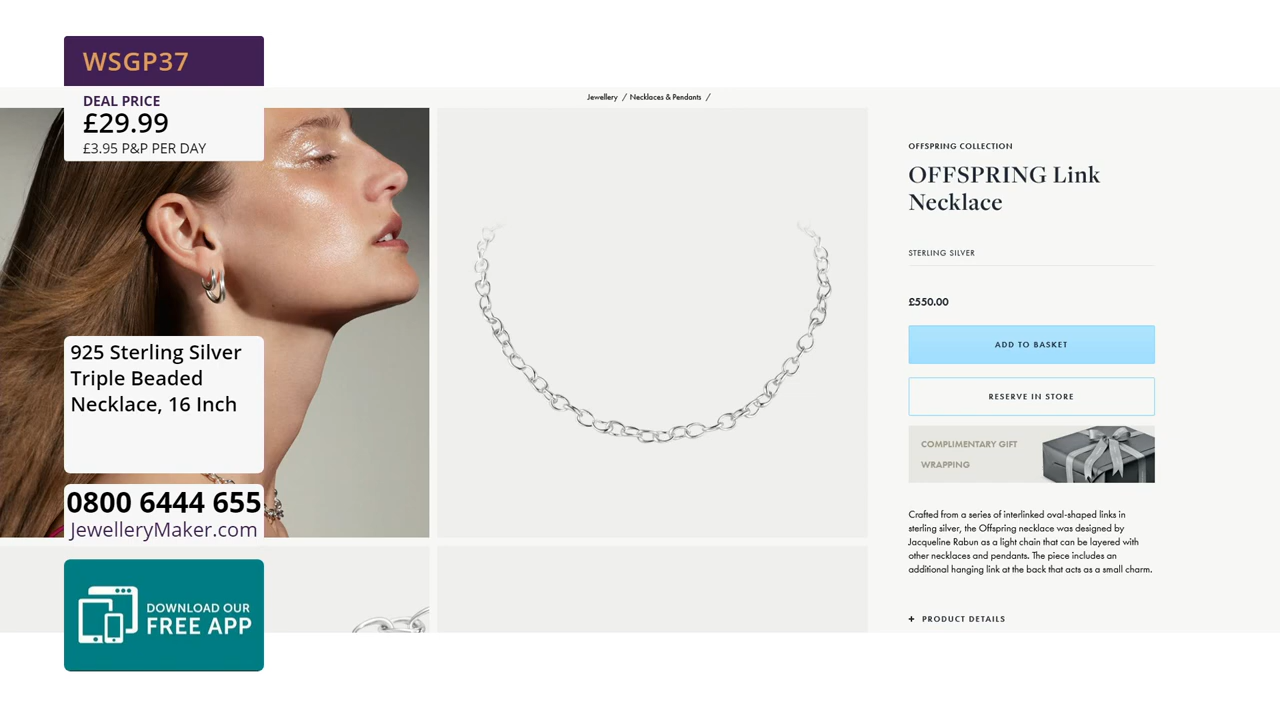 WSGP37
DEAL PRICE
£29.99
£3.95 P&P PER DAY
925 Sterling Silver
Triple Beaded
Necklace, 16 Inch
0800 6444 655
JewelleryMaker.com
DOWNLOAD OUR
FREE APP
Jewellery / Necklaces & Pendants /
OFFSPRING COLLECTION
OFFSPRING Link
Necklace
STERLING SILVER
£550.00
ADD TO BASKET
RESERVE IN STORE
COMPLIMENTARY GIFT
WRAPPING
Crafted from a series of interlinked oval-shaped links in
sterling silver, the Offspring necklace was designed by
Jacqueline Rabun as a light chain that can be layered with
other necklaces and pendants. The piece includes an
additional hanging link at the back that acts as a small charm.
+ PRODUCT DETAILS